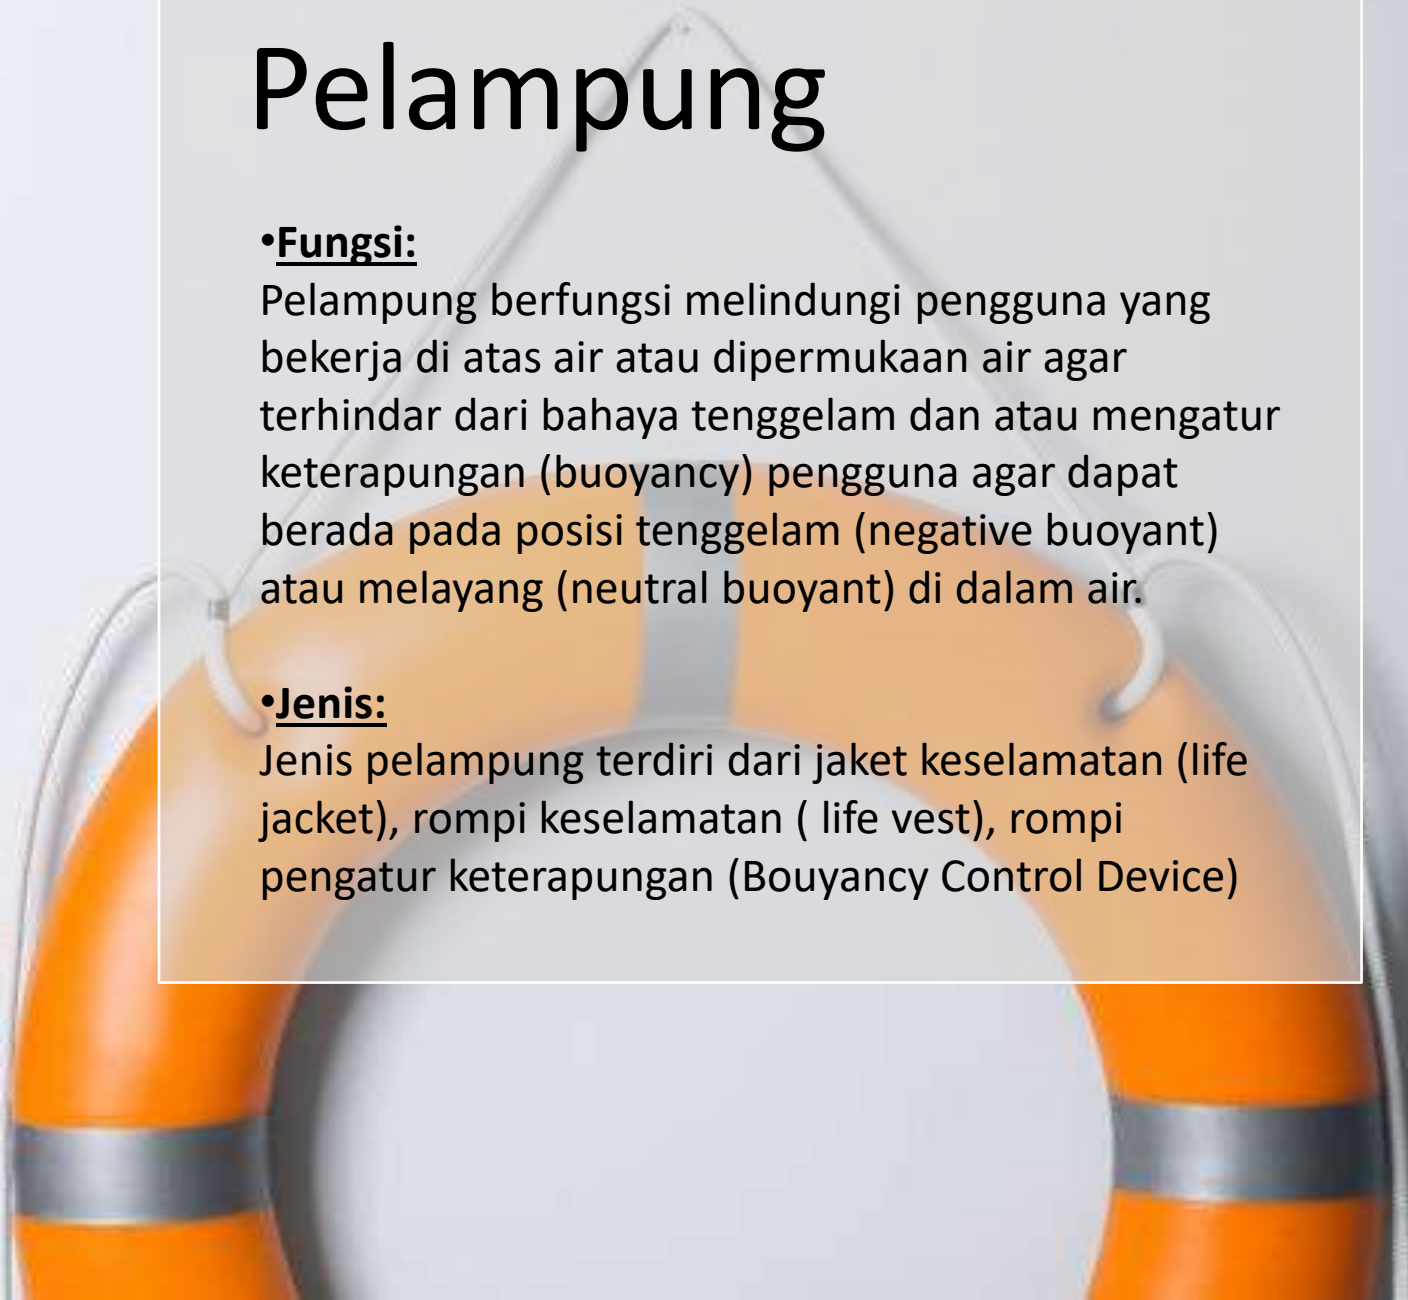 Pelampung
•Fungsi:
Pelampung berfungsi melindungi pengguna yang
bekerja di atas air atau dipermukaan air agar
terhindar dari bahaya tenggelam dan atau mengatur
keterapungan (buoyancy) pengguna agar dapat
berada pada posisi tenggelam (negative buoyant)
atau melayang (neutral buoyant) di dalam air.
•Jenis:
Jenis pelampung terdiri dari jaket keselamatan (life
jacket), rompi keselamatan ( life vest), rompi
pengatur keterapungan (Bouyancy Control Device)